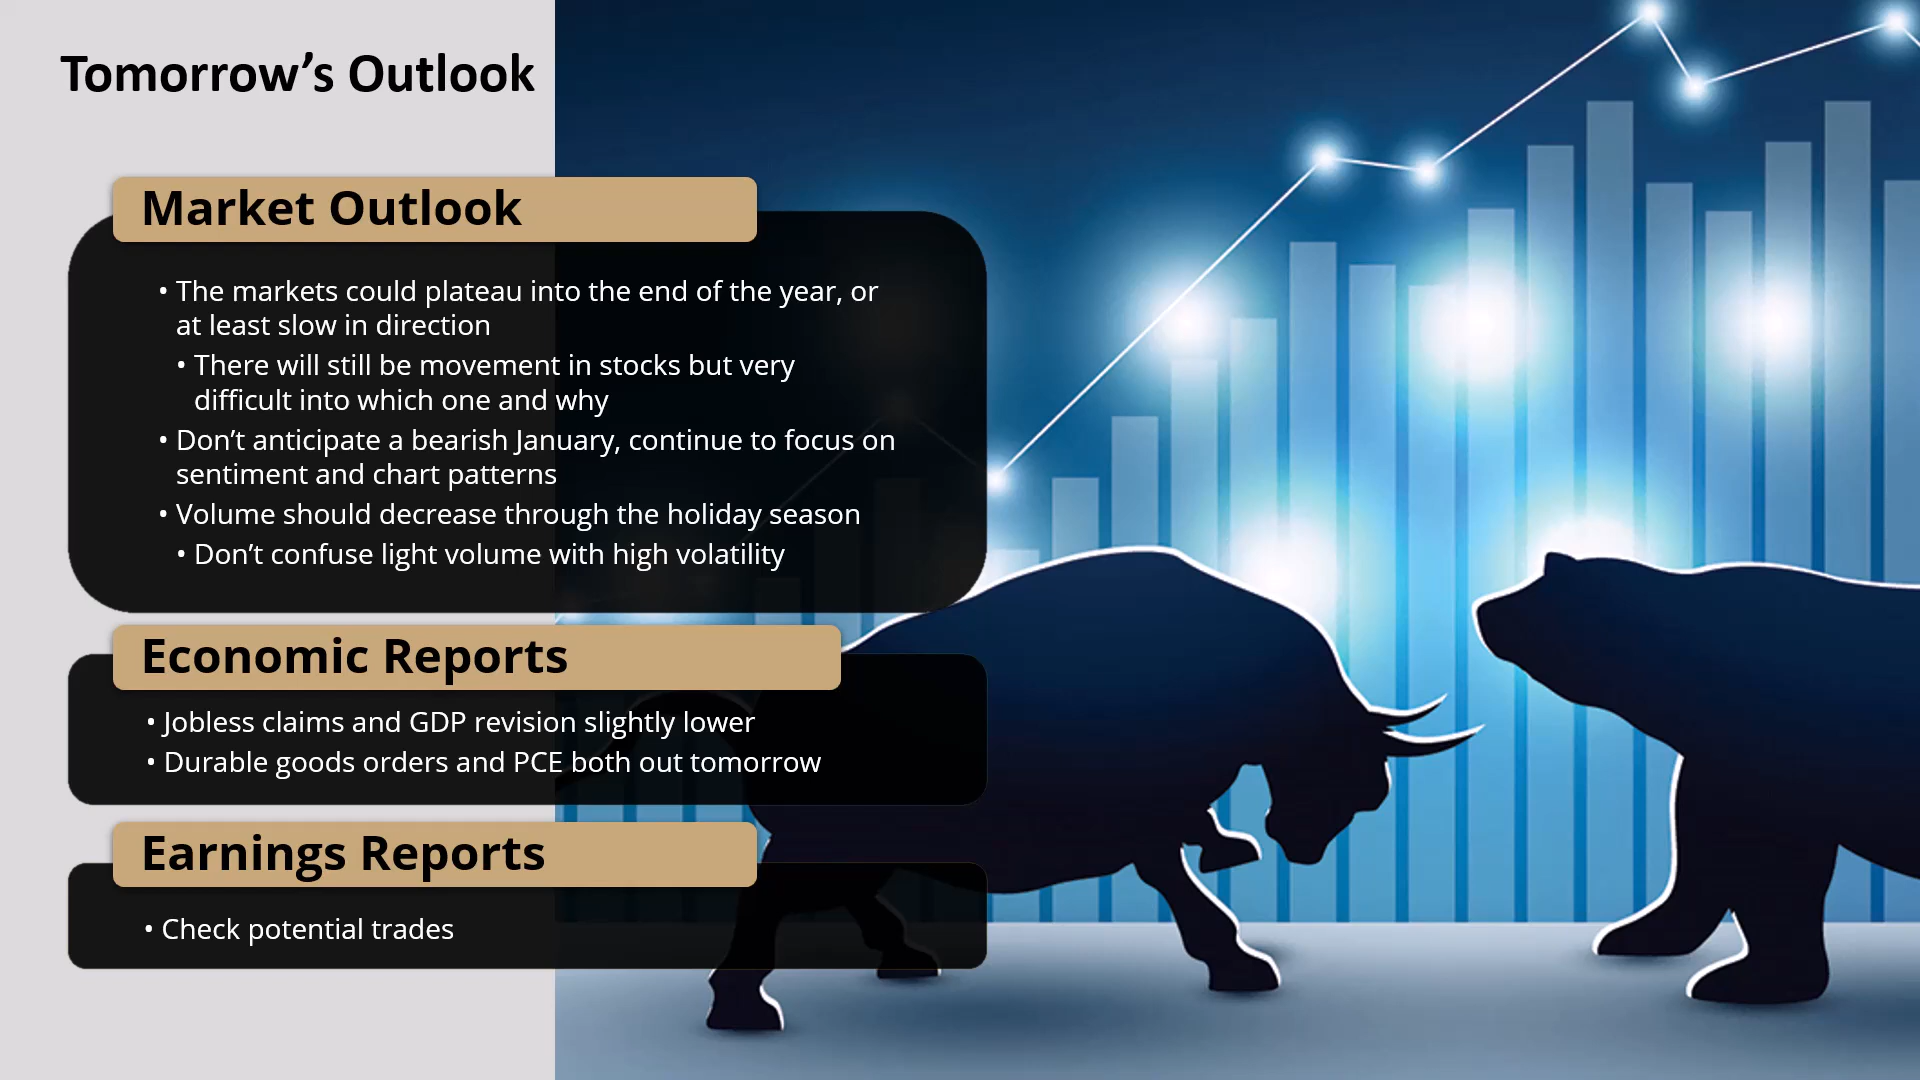 Tomorrow’s Outlook
Market Outlook
• The markets could plateau into the end of the year, or
at least slow in direction
• There will still be movement in stocks but very
difficult into which one and why
• Don’t anticipate a bearish January, continue to focus on
sentiment and chart patterns
• Volume should decrease through the holiday season
• Don’t confuse light volume with high volatility
Economic Reports
• Jobless claims and GDP revision slightly lower
• Durable goods orders and PCE both out tomorrow
Earnings Reports
• Check potential trades